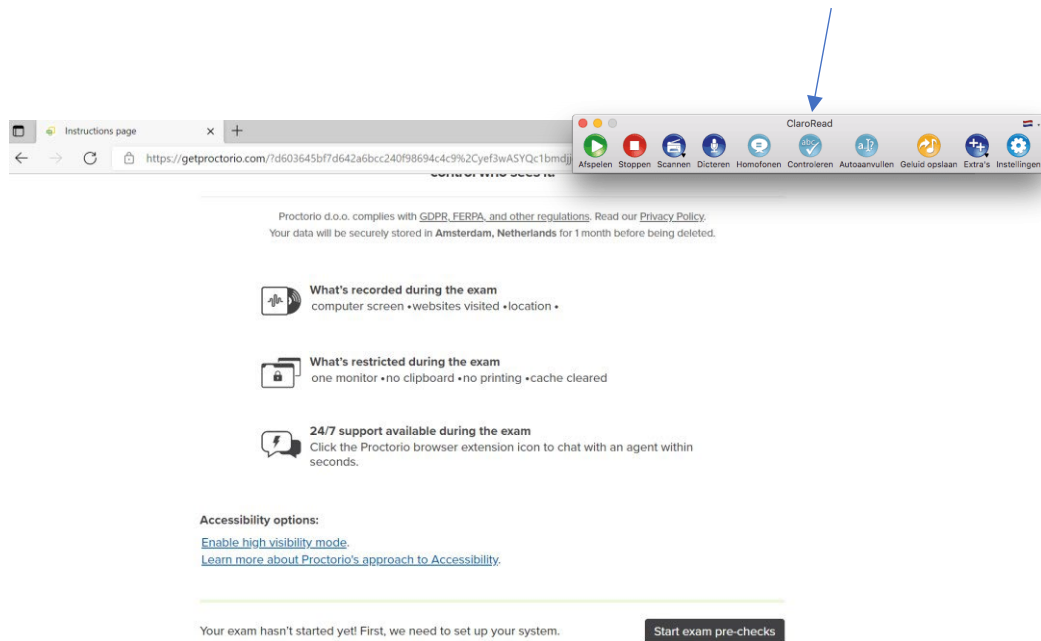 Instructions page
ClaroRead
https://getproctorio.com/?d603645bf7d642a6bcc240f98694c4c9%2Cyef3wASYQc1bmdjj
Afspelen Stoppen Scannen Dicteren Homofonen Controleren Autoaanvullen Geluid opslaan Extra's Instellingen
control who sees it.
Proctorio d.o.o. complies with GDPR, FERPA, and other regulations. Read our Privacy Policy.
Your data will be securely stored in Amsterdam, Netherlands for 1 month before being deleted.
What's recorded during the exam
computer screen •websites visited •location •
What's restricted during the exam
one monitor •no clipboard •no printing •cache cleared
24/7 support available during the exam
Click the Proctorio browser extension icon to chat with an agent within
seconds.
Accessibility options:
Enable high visibility mode.
Learn more about Proctorio's approach to Accessibility.
Your exam hasn't started yet! First, we need to set up your system.
Start exam pre-checks